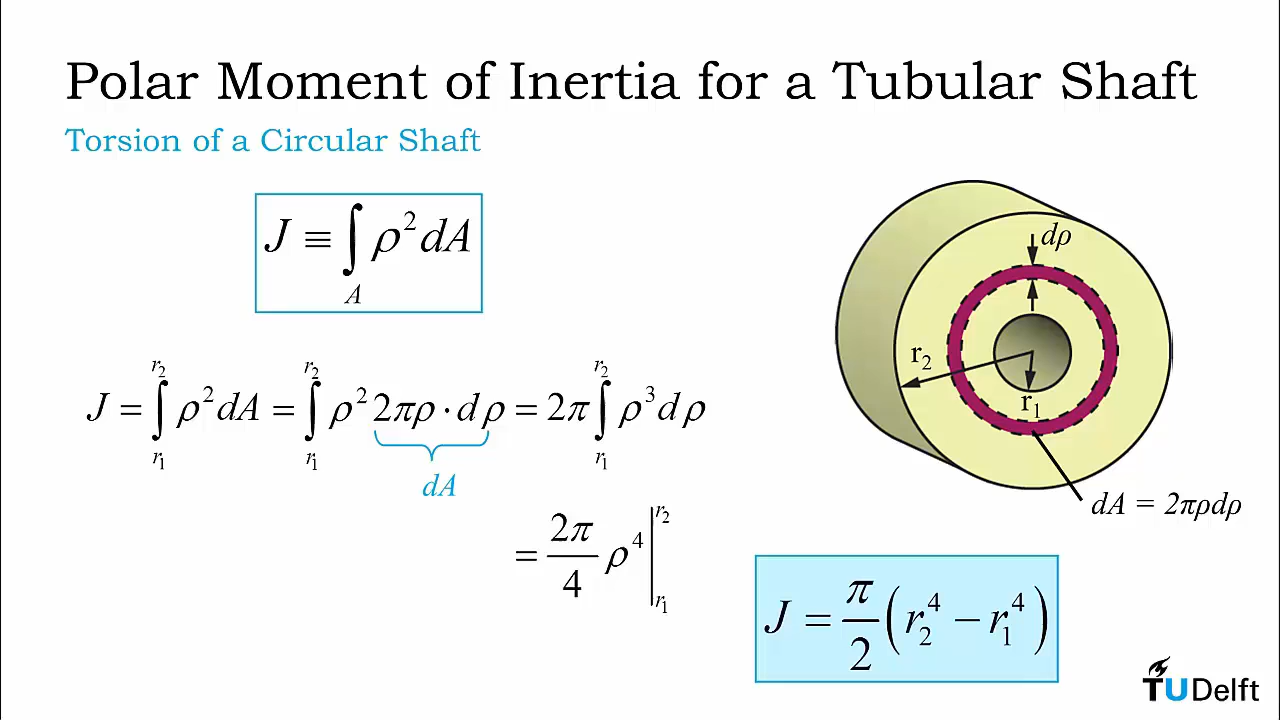 Polar Moment of Inertia for a Tubular Shaft
Torsion of a Circular Shaft
J ≡ ∫_A ρ² dA
J = ∫_{r₁}^{r₂} ρ² dA = ∫_{r₁}^{r₂} ρ² 2πρ · dρ = 2π ∫_{r₁}^{r₂} ρ³ dρ
dA
= 2π/4 ρ⁴ |_{r₁}^{r₂}
J = π/2 (r₂⁴ − r₁⁴)
dρ
r₂
r₁
dA = 2πρdρ
TUDelft